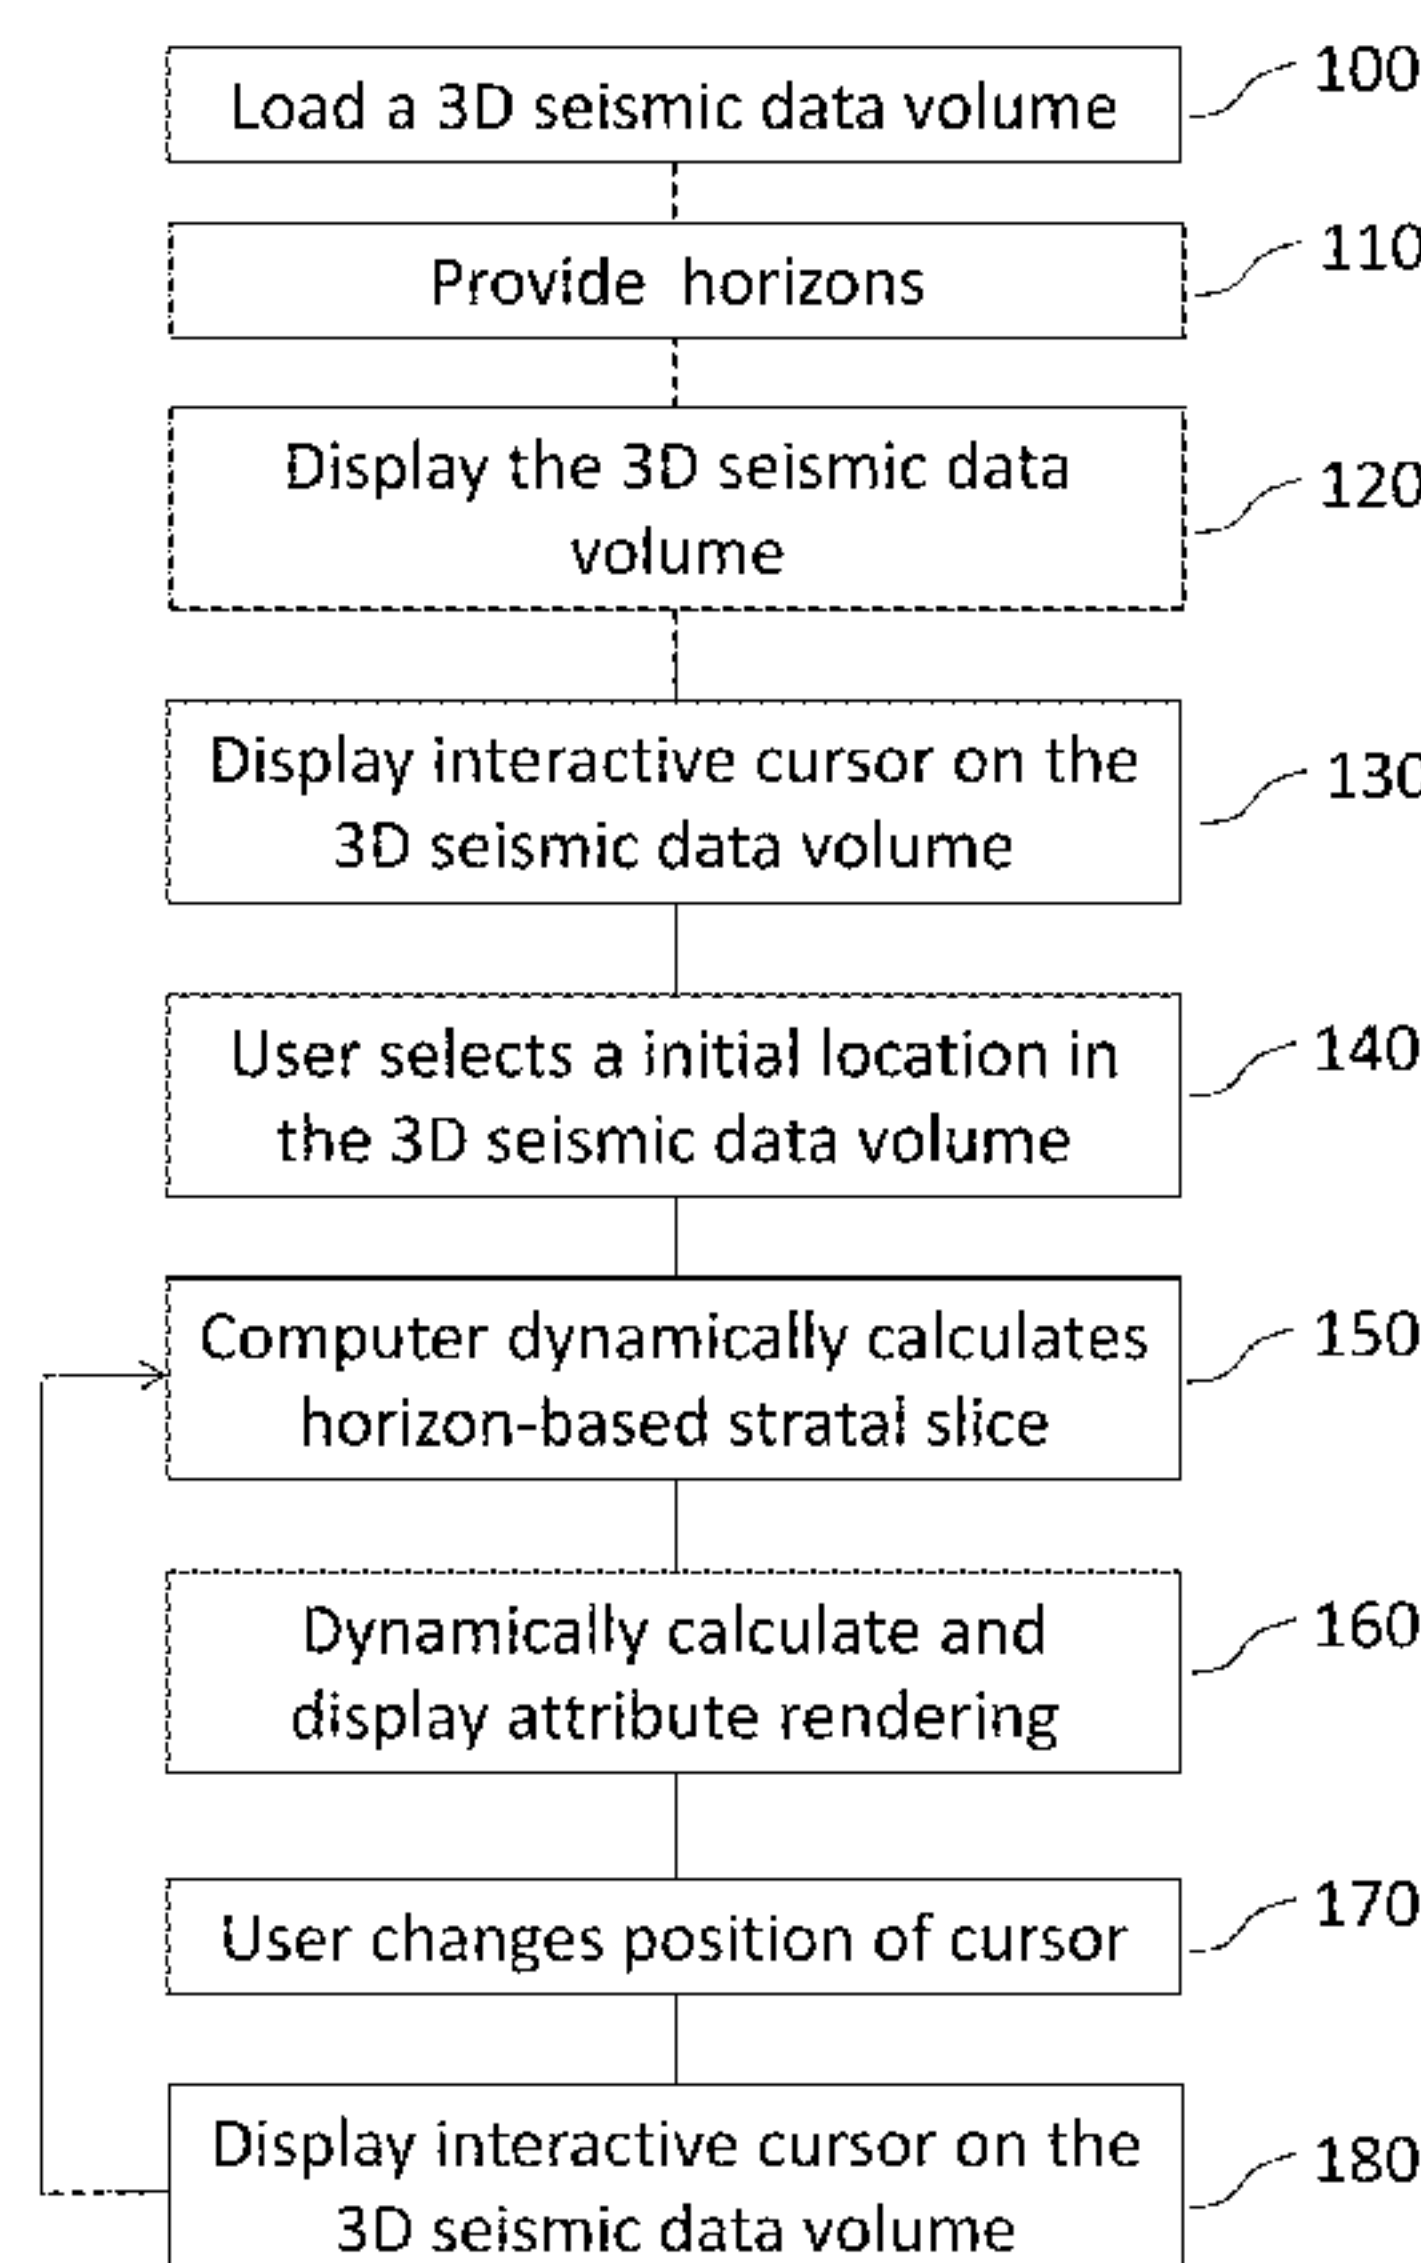 Load a 3D seismic data volume
100
Provide horizons
110
Display the 3D seismic data
volume
120
Display interactive cursor on the
3D seismic data volume
130
User selects a initial location in
the 3D seismic data volume
140
Computer dynamically calculates
horizon-based stratal slice
150
Dynamically calculate and
display attribute rendering
160
User changes position of cursor
170
Display interactive cursor on the
3D seismic data volume
180